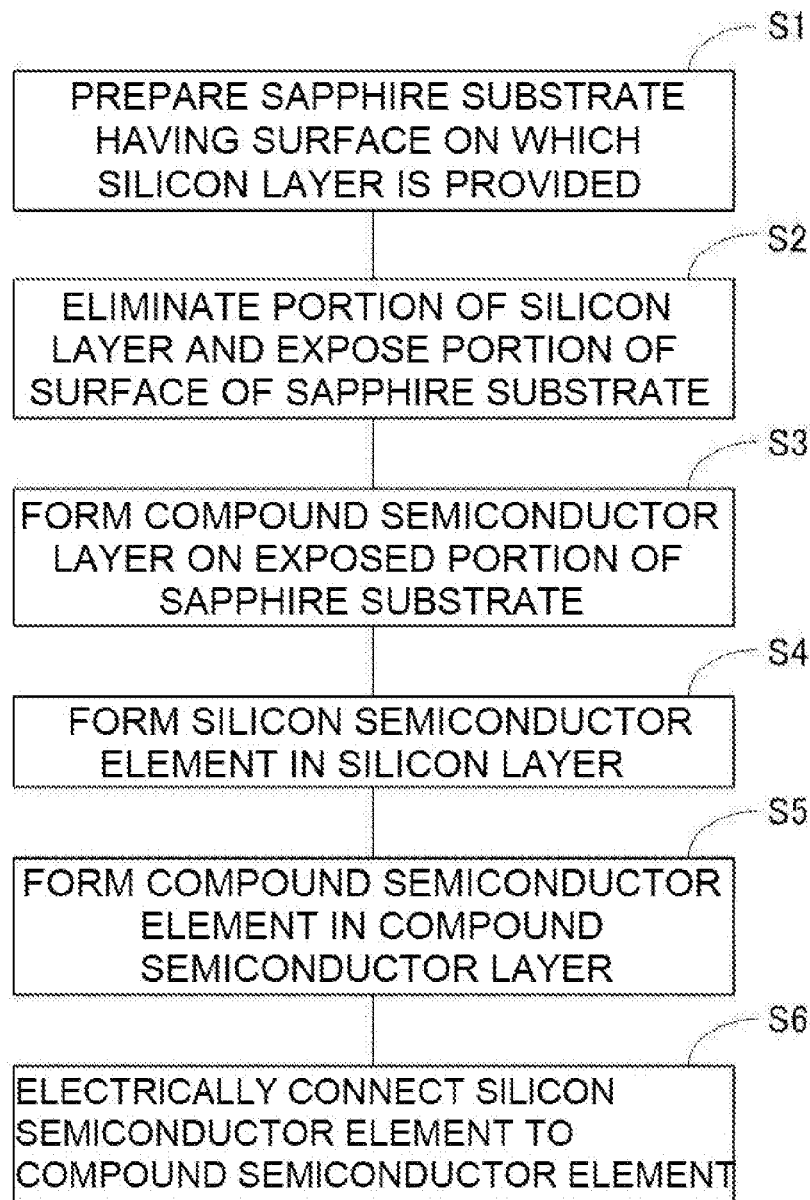 S1
PREPARE SAPPHIRE SUBSTRATE
HAVING SURFACE ON WHICH
SILICON LAYER IS PROVIDED
S2
ELIMINATE PORTION OF SILICON
LAYER AND EXPOSE PORTION OF
SURFACE OF SAPPHIRE SUBSTRATE
S3
FORM COMPOUND SEMICONDUCTOR
LAYER ON EXPOSED PORTION OF
SAPPHIRE SUBSTRATE
S4
FORM SILICON SEMICONDUCTOR
ELEMENT IN SILICON LAYER
S5
FORM COMPOUND SEMICONDUCTOR
ELEMENT IN COMPOUND
SEMICONDUCTOR LAYER
S6
ELECTRICALLY CONNECT SILICON
SEMICONDUCTOR ELEMENT TO
COMPOUND SEMICONDUCTOR ELEMENT